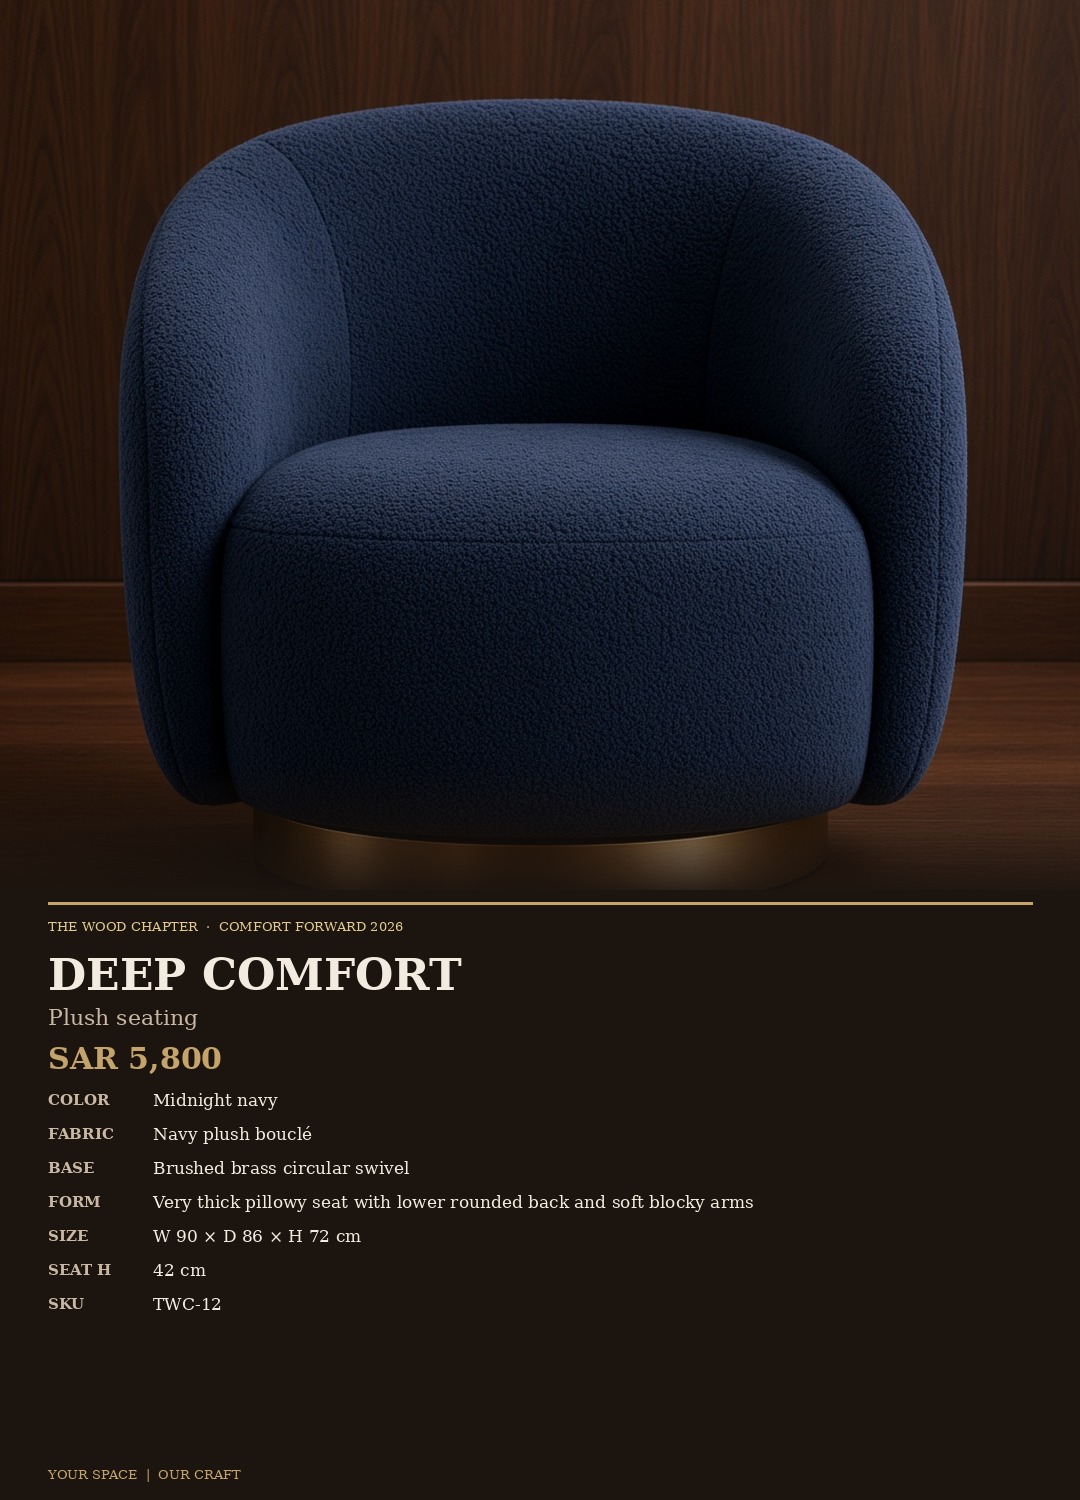 THE WOOD CHAPTER · COMFORT FORWARD 2026
DEEP COMFORT
Plush seating
SAR 5,800
COLOR Midnight navy
FABRIC Navy plush bouclé
BASE Brushed brass circular swivel
FORM Very thick pillowy seat with lower rounded back and soft blocky arms
SIZE W 90 × D 86 × H 72 cm
SEAT H 42 cm
SKU TWC-12
YOUR SPACE | OUR CRAFT